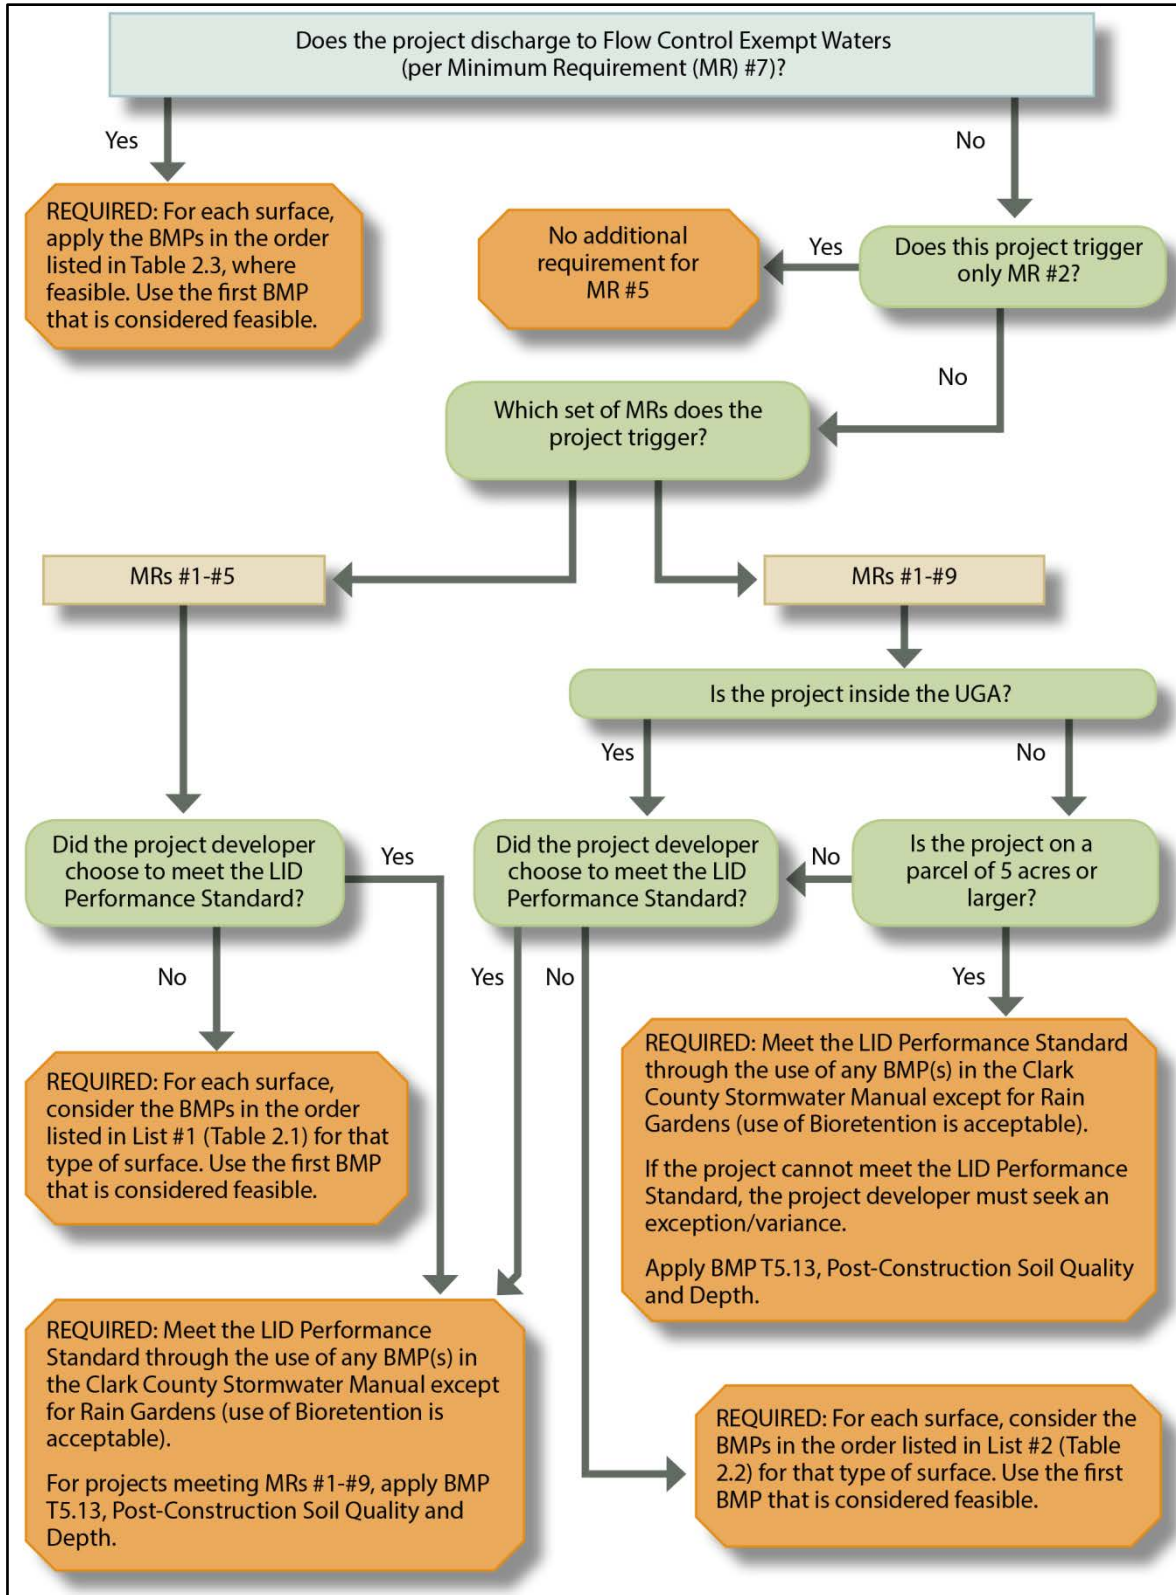 Does the project discharge to Flow Control Exempt Waters
(per Minimum Requirement (MR) #7)?
Yes
No
REQUIRED: For each surface,
apply the BMPs in the order
listed in Table 2.3, where
feasible. Use the first BMP
that is considered feasible.
No additional
requirement for
MR #5
Yes
Does this project trigger
only MR #2?
No
Which set of MRs does the
project trigger?
MRs #1-#5
MRs #1-#9
Is the project inside the UGA?
Yes
No
Did the project developer
choose to meet the LID
Performance Standard?
Yes
Did the project developer
choose to meet the LID
Performance Standard?
No
Is the project on a
parcel of 5 acres or
larger?
No
Yes
No
Yes
REQUIRED: For each surface,
consider the BMPs in the order
listed in List #1 (Table 2.1) for that
type of surface. Use the first BMP
that is considered feasible.
REQUIRED: Meet the LID Performance Standard
through the use of any BMP(s) in the Clark
County Stormwater Manual except for Rain
Gardens (use of Bioretention is acceptable).
If the project cannot meet the LID Performance
Standard, the project developer must seek an
exception/variance.
Apply BMP T5.13, Post-Construction Soil Quality
and Depth.
REQUIRED: Meet the LID Performance
Standard through the use of any BMP(s) in
the Clark County Stormwater Manual except
for Rain Gardens (use of Bioretention is
acceptable).
For projects meeting MRs #1-#9, apply BMP
T5.13, Post-Construction Soil Quality and
Depth.
REQUIRED: For each surface, consider the
BMPs in the order listed in List #2 (Table
2.2) for that type of surface. Use the first
BMP that is considered feasible.